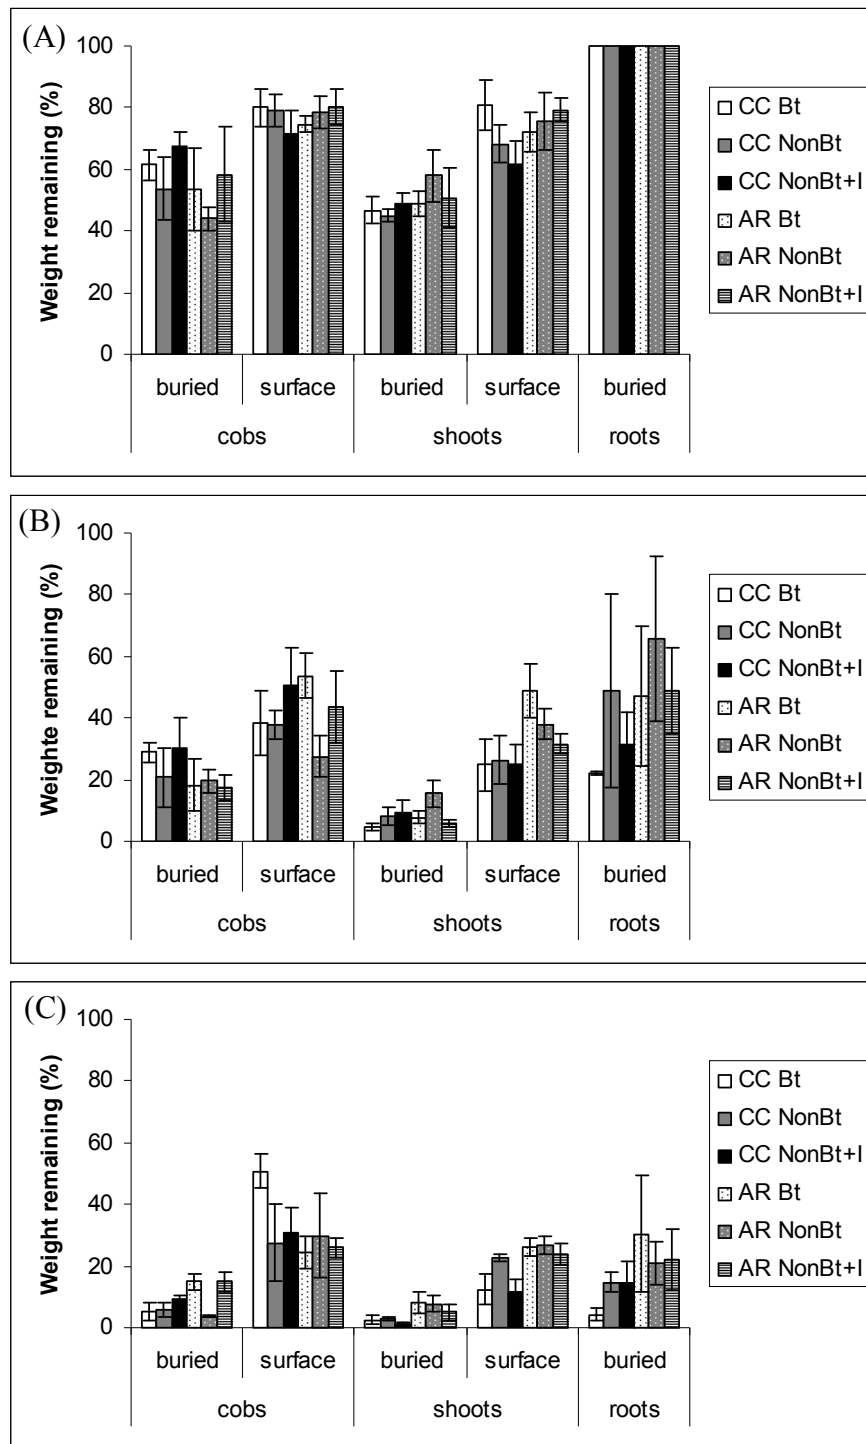 (A)
Weight remaining (%)
100
80
60
40
20
0
buried surface buried surface buried
cobs shoots roots
CC Bt
CC NonBt
CC NonBt+I
AR Bt
AR NonBt
AR NonBt+I
(B)
Weighte remaining (%)
100
80
60
40
20
0
buried surface buried surface buried
cobs shoots roots
CC Bt
CC NonBt
CC NonBt+I
AR Bt
AR NonBt
AR NonBt+I
(C)
Weight remaining (%)
100
80
60
40
20
0
buried surface buried surface buried
cobs shoots roots
CC Bt
CC NonBt
CC NonBt+I
AR Bt
AR NonBt
AR NonBt+I